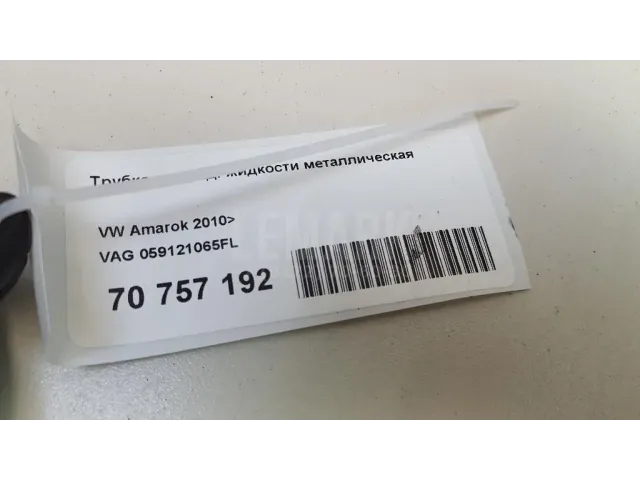 жидкости металлическая
VW Amarok 2010>
VAG 059121065FL
70 757 192